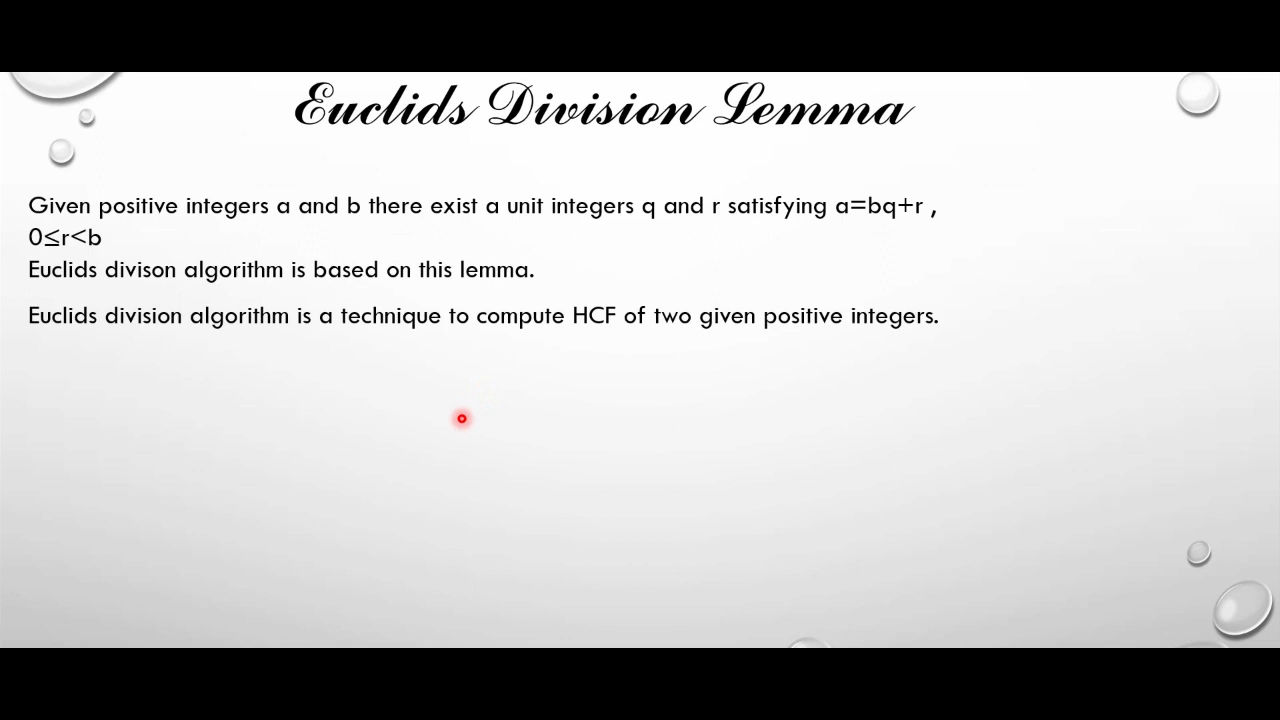 Euclids Division Lemma
Given positive integers a and b there exist a unit integers q and r satisfying a=bq+r ,
0≤r<b
Euclids divison algorithm is based on this lemma.
Euclids division algorithm is a technique to compute HCF of two given positive integers.